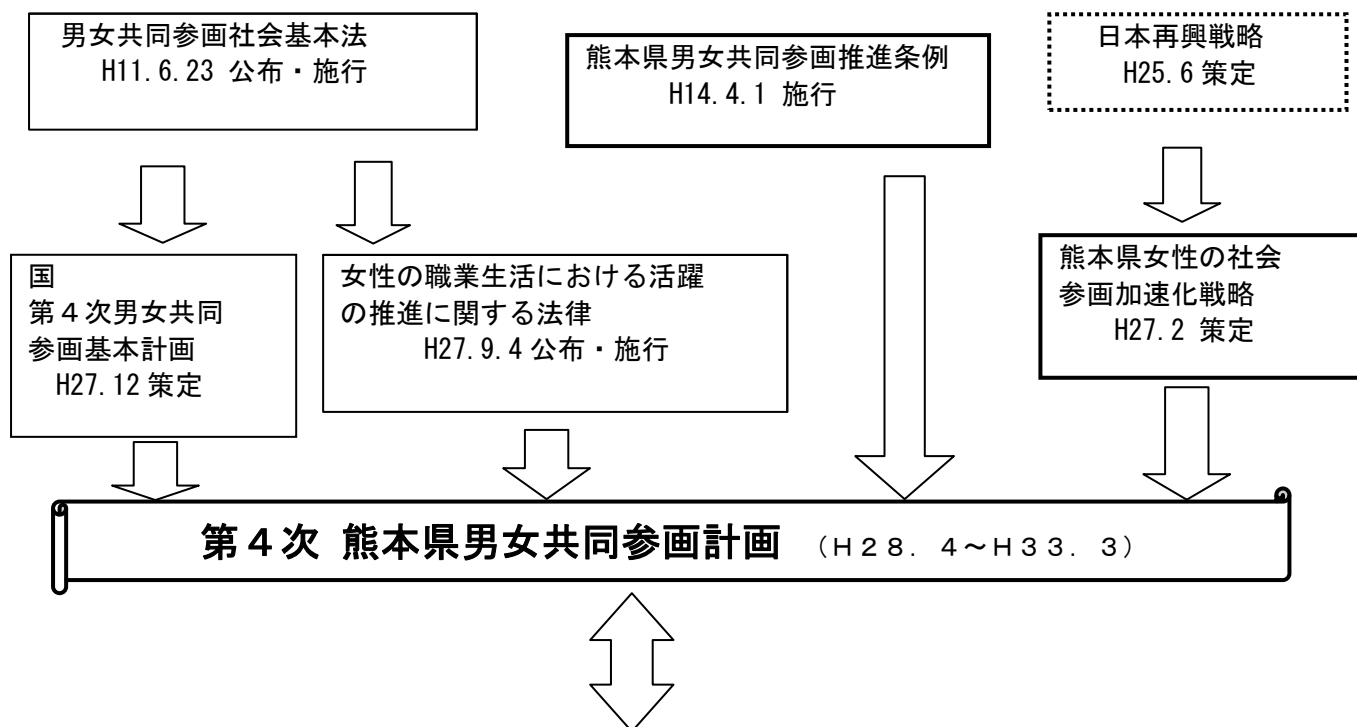 男女共同参画社会基本法
H11.6.23 公布・施行
熊本県男女共同参画推進条例
H14.4.1 施行
日本再興戦略
H25.6 策定
国
第４次男女共同
参画基本計画
H27.12 策定
女性の職業生活における活躍
の推進に関する法律
H27.9.4 公布・施行
熊本県女性の社会
参画加速化戦略
H27.2 策定
第４次 熊本県男女共同参画計画 （Ｈ２８．４～Ｈ３３．３）